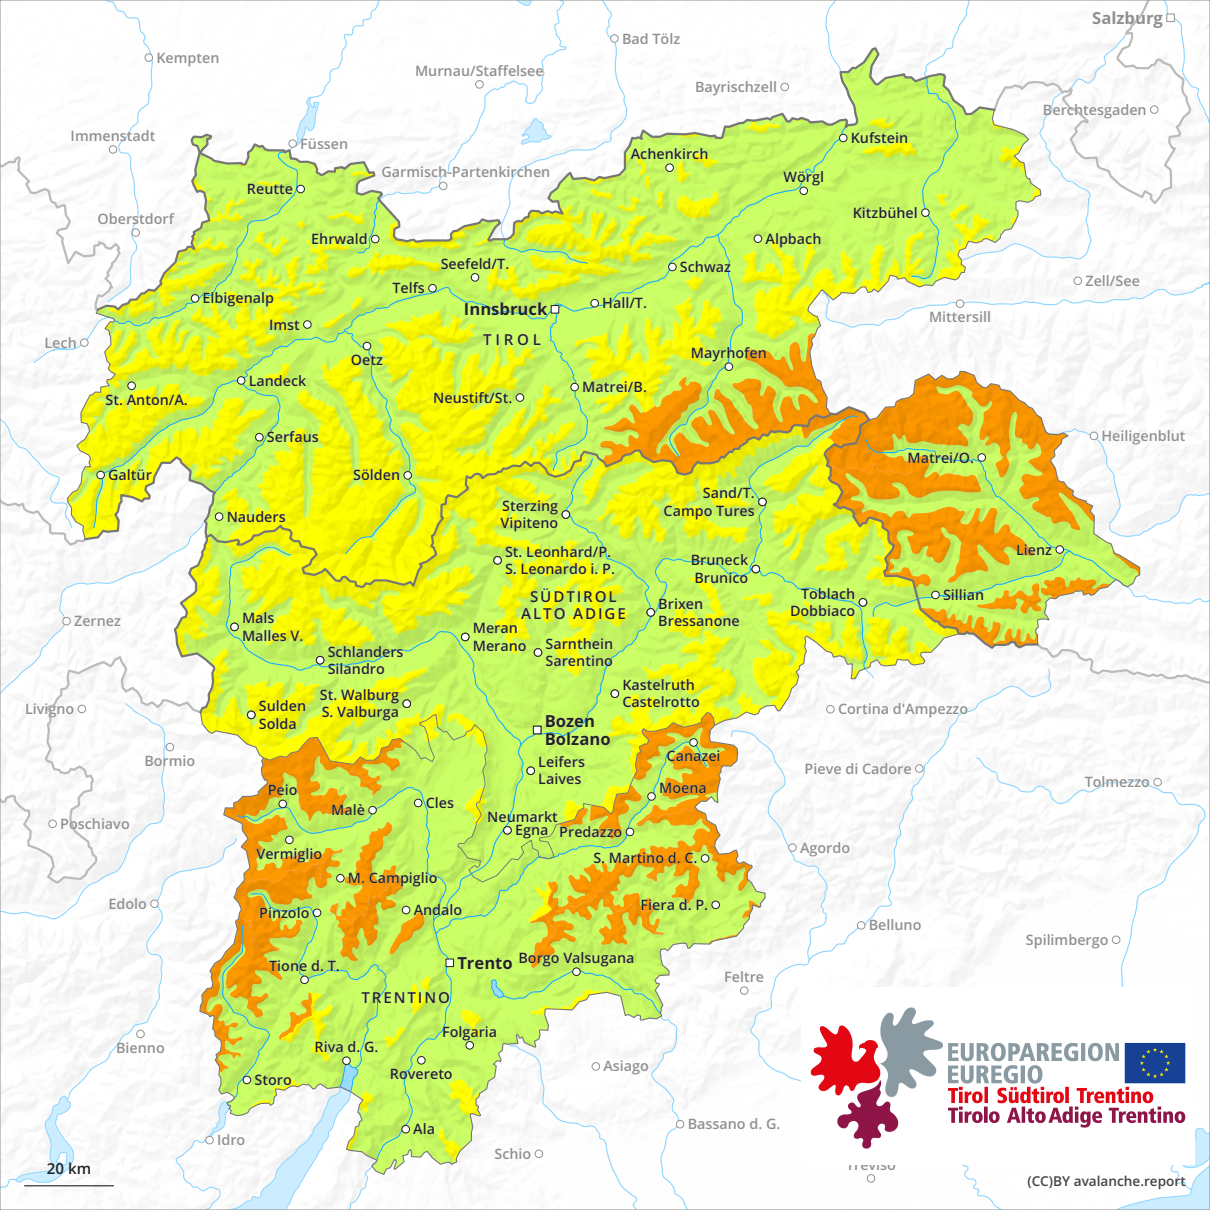 Salzburg
Bad Tölz
Kempten
Murnau/Staffelsee
Bayrischzell
Berchtesgaden
Immenstadt
Füssen
Kufstein
Achenkirch
Garmisch-Partenkirchen
Wörgl
Reutte
Oberstdorf
Kitzbühel
Ehrwald
Alpbach
Seefeld/T.
Schwaz
Zell/See
Telfs
Elbigenalp
Hall/T.
Innsbruck
Mittersill
Imst
TIROL
Lech
Oetz
Mayrhofen
Landeck
Matrei/B.
St. Anton/A.
Neustift/St.
Serfaus
Heiligenblut
Matrei/O.
Galtür
Sölden
Sand/T.
Campo Tures
Sterzing
Vipiteno
Nauders
St. Leonhard/P.
S. Leonardo i. P.
Lienz
Bruneck
Brunico
SÜDTIROL
ALTO ADIGE
Toblach
Dobbiaco
Sillian
Brixen
Bressanone
Zernez
Mals
Malles V.
Meran
Merano
Sarnthein
Sarentino
Schlanders
Silandro
Kastelruth
Castelrotto
St. Walburg
S. Valburga
Sulden
Solda
Livigno
Cortina d'Ampezzo
Bozen
Bolzano
Bormio
Canazei
Leifers
Laives
Pieve di Cadore
Tolmezzo
Peio
Moena
Malè
Cles
Neumarkt
Egna
Predazzo
Poschiavo
Vermiglio
Agordo
S. Martino d. C.
M. Campiglio
Edolo
Pinzolo
Andalo
Fiera d. P.
Belluno
Spilimbergo
Trento
Borgo Valsugana
Tione d. T.
Feltre
TRENTINO
Folgaria
Bienno
Riva d. G.
Rovereto
Asiago
Storo
EUROPAREGION
EUREGIO
Tirol Südtirol Trentino
Tirolo Alto Adige Trentino
Ala
Bassano d. G.
Idro
Schio
Treviso
20 km
(CC)BY avalanche.report